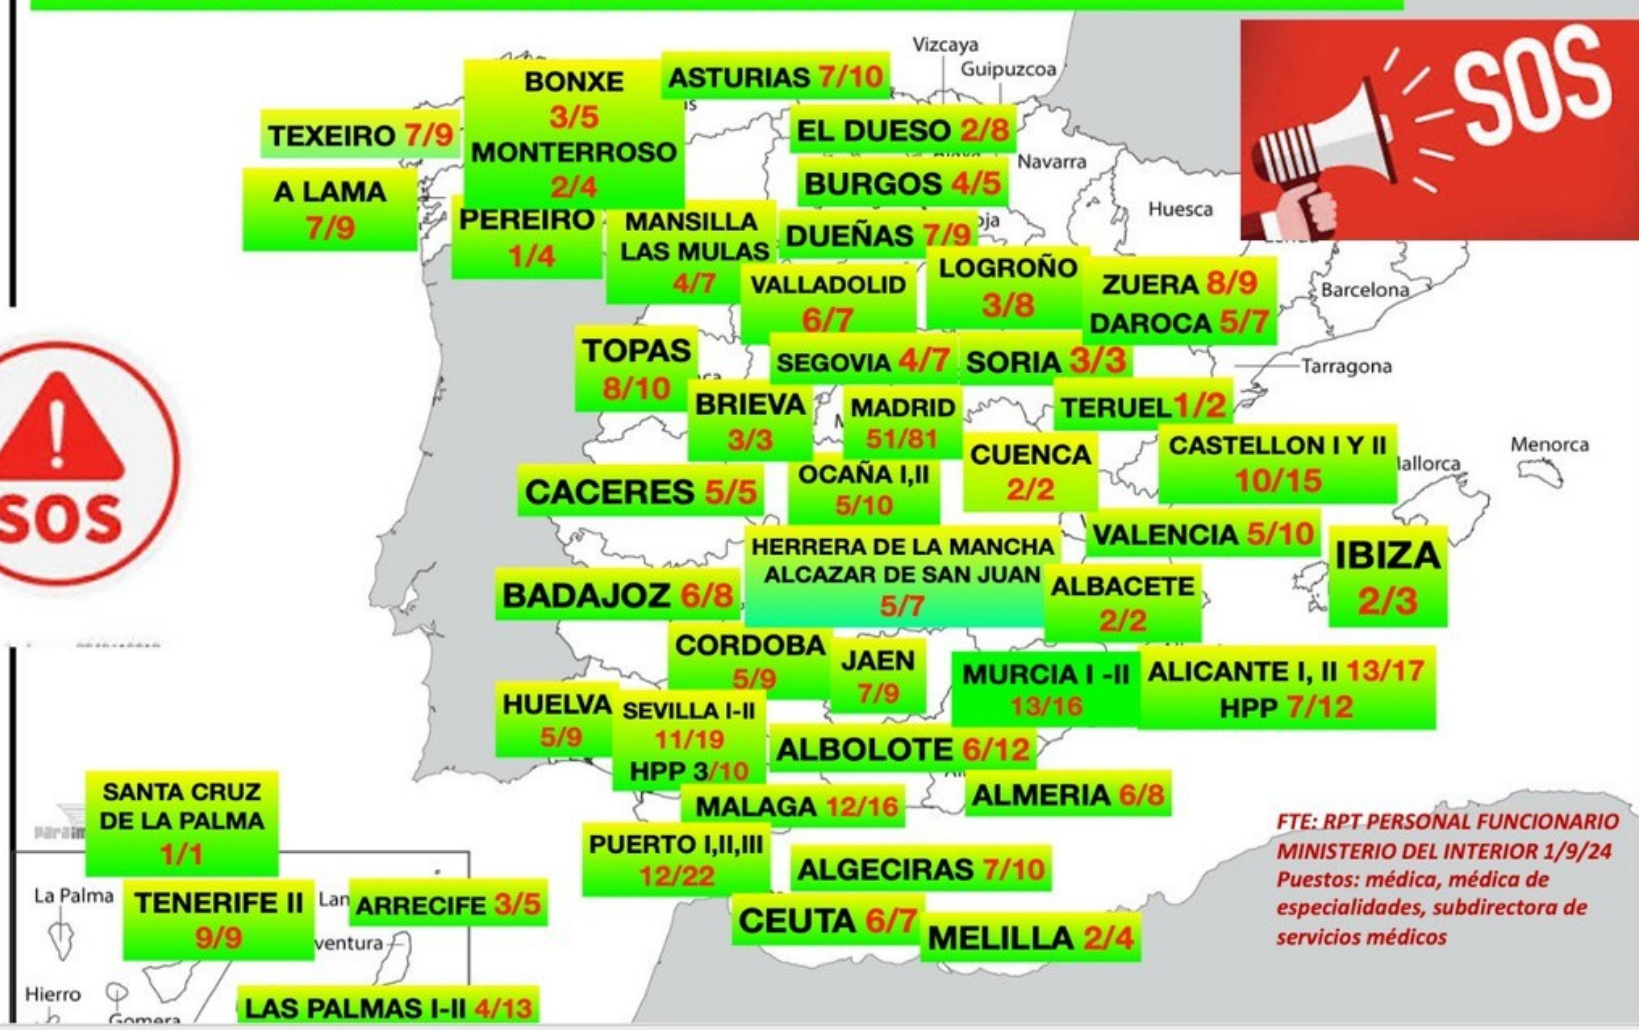 Vizcaya
Guipuzcoa
SOS
BONXE
3/5
MONTERROSO
2/4
ASTURIAS 7/10
TEXEIRO 7/9
EL DUESO 2/8
Navarra
A LAMA
7/9
BURGOS 4/5
Huesca
PEREIRO
1/4
MANSILLA
LAS MULAS
4/7
DUEÑAS 7/9
VALLADOLID
6/7
LOGROÑO
3/8
ZUERA 8/9
DAROCA 5/7
Barcelona
TOPAS
8/10
SEGOVIA 4/7
SORIA 3/3
Tarragona
BRIEVA
3/3
MADRID
51/81
TERUEL 1/2
CUENCA
2/2
CASTELLON I Y II
10/15
Menorca
allorca
SOS
CACERES 5/5
OCAÑA I,II
5/10
VALENCIA 5/10
IBIZA
2/3
HERRERA DE LA MANCHA
ALCAZAR DE SAN JUAN
5/7
BADAJOZ 6/8
ALBACETE
2/2
CORDOBA
5/9
JAEN
7/9
MURCIA I -II
13/16
ALICANTE I, II 13/17
HPP 7/12
HUELVA
5/9
SEVILLA I-II
11/19
HPP 3/10
ALBOLOTE 6/12
ALMERIA 6/8
MALAGA 12/16
SANTA CRUZ
DE LA PALMA
1/1
PUERTO I,II,III
12/22
ALGECIRAS 7/10
FTE: RPT PERSONAL FUNCIONARIO
MINISTERIO DEL INTERIOR 1/9/24
Puestos: médica, médica de
especialidades, subdirectora de
servicios médicos
La Palma
TENERIFE II
9/9
Lan
ARRECIFE 3/5
ventura
CEUTA 6/7
MELILLA 2/4
Hierro
Gomera
LAS PALMAS I-II 4/13